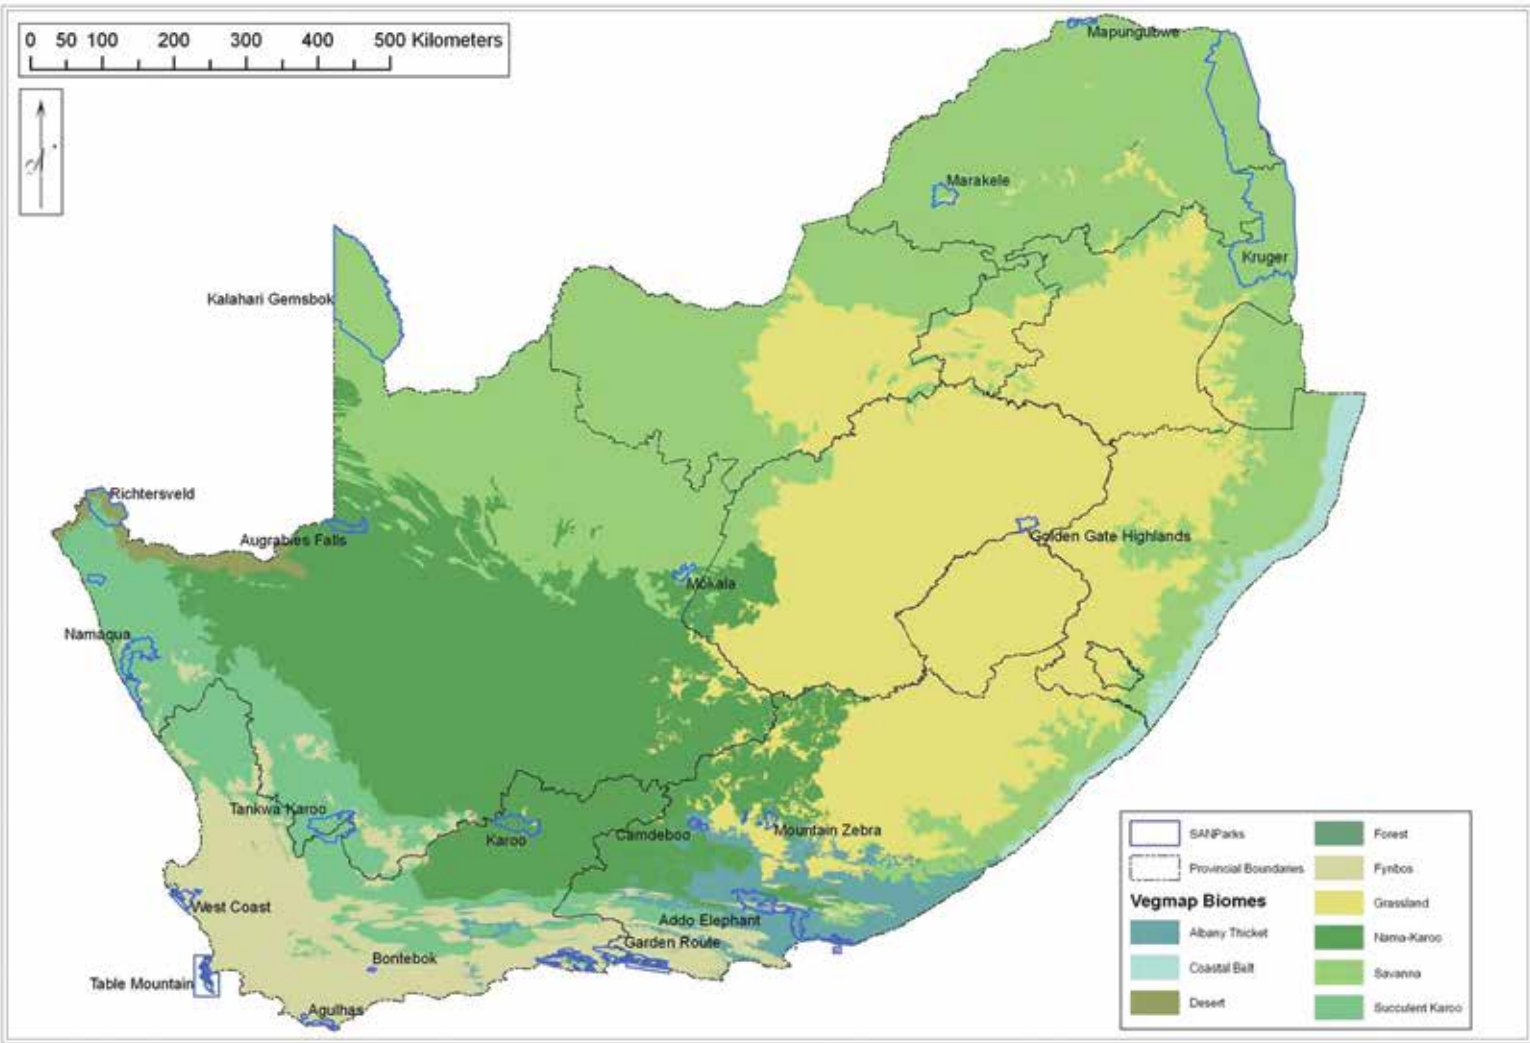 0 50 100 200 300 400 500 Kilometers
Mapungubwe
Marakele
Kruger
Kalahari Gemsbok
Richtersveld
Augrabies Falls
Golden Gate Highlands
Mokala
Namaqua
Tankwa Karoo
Karoo
Camdeboo
Mountain Zebra
West Coast
Addo Elephant
Garden Route
Bontebok
Table Mountain
Agulhas
SANParks
Provincial Boundaries
Vegmap Biomes
Albany Thicket
Coastal Belt
Desert
Forest
Fynbos
Grassland
Nama-Karoo
Savanna
Succulent Karoo